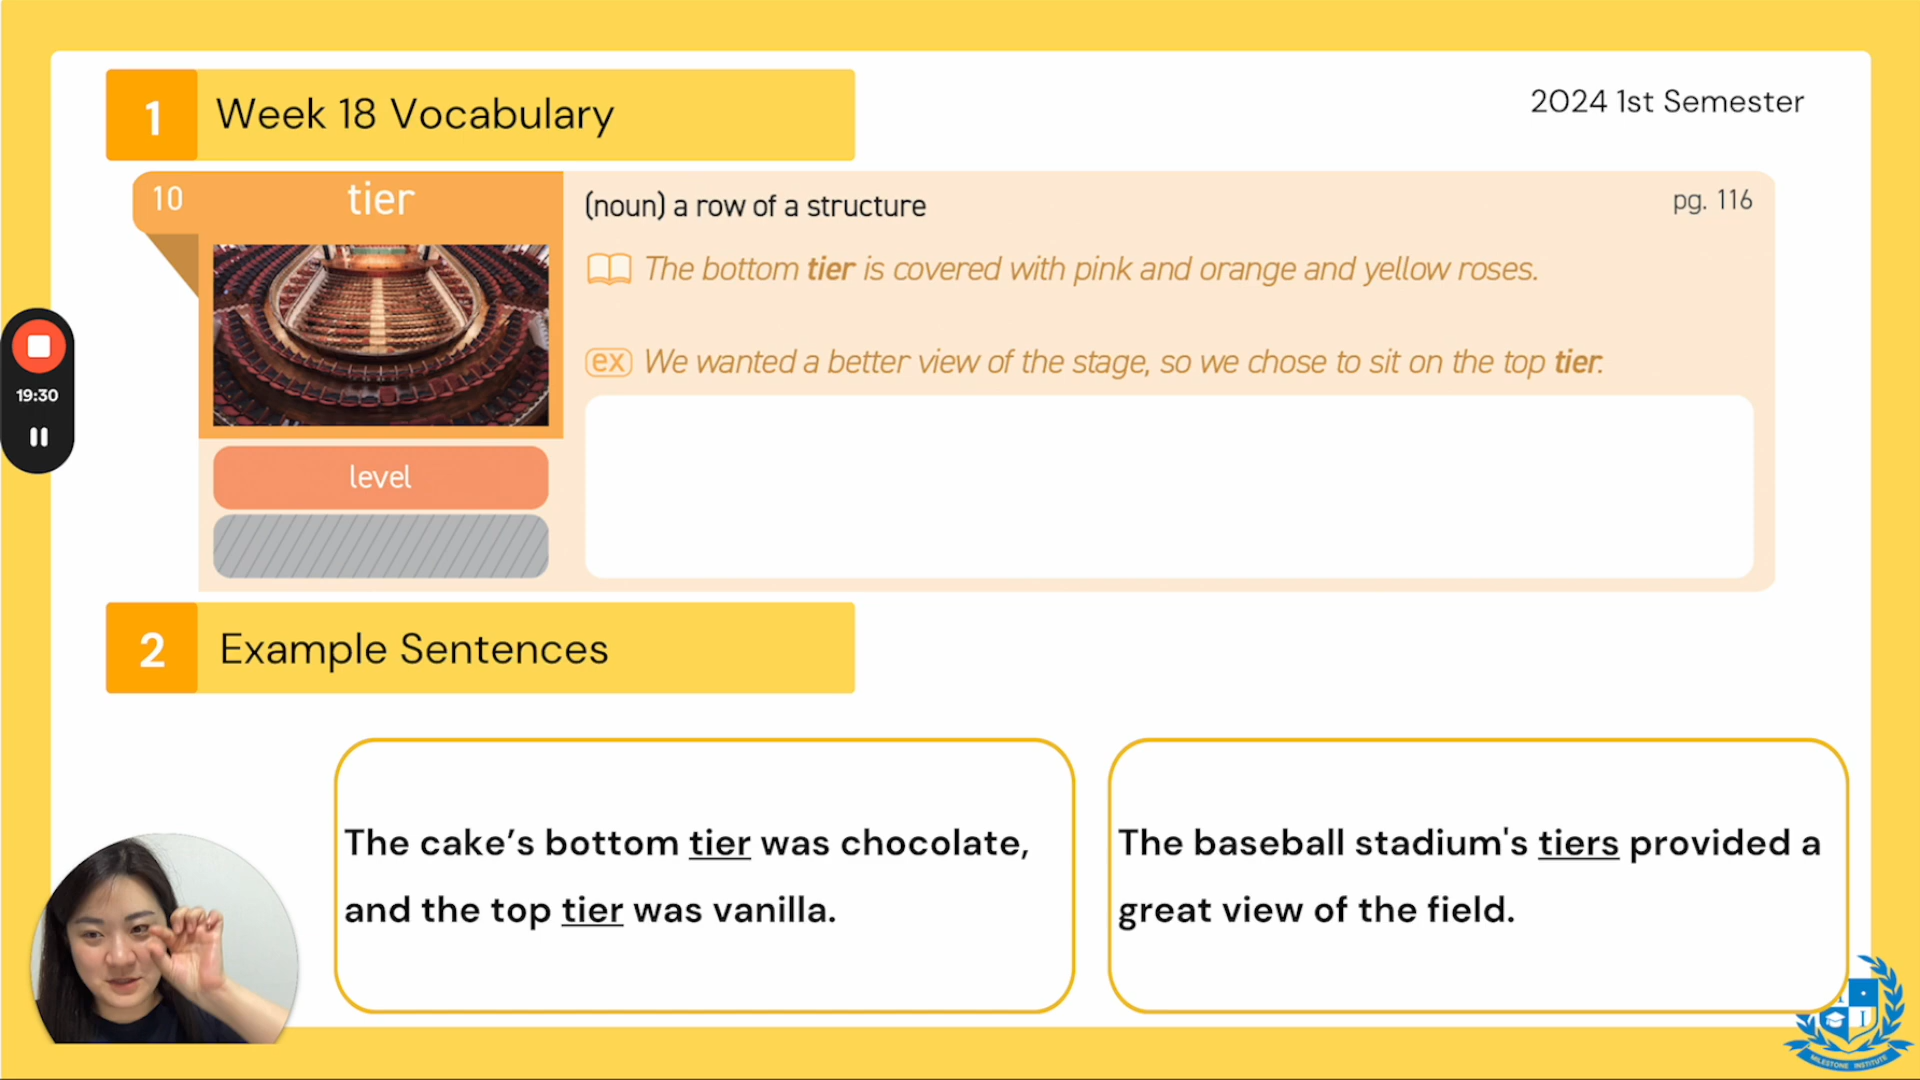 1 Week 18 Vocabulary
2024 1st Semester
10 tier
(noun) a row of a structure
pg. 116
The bottom tier is covered with pink and orange and yellow roses.
ex We wanted a better view of the stage, so we chose to sit on the top tier.
level
19:30
2 Example Sentences
The cake’s bottom tier was chocolate,
and the top tier was vanilla.
The baseball stadium's tiers provided a
great view of the field.
MILESTONE INSTITUTE